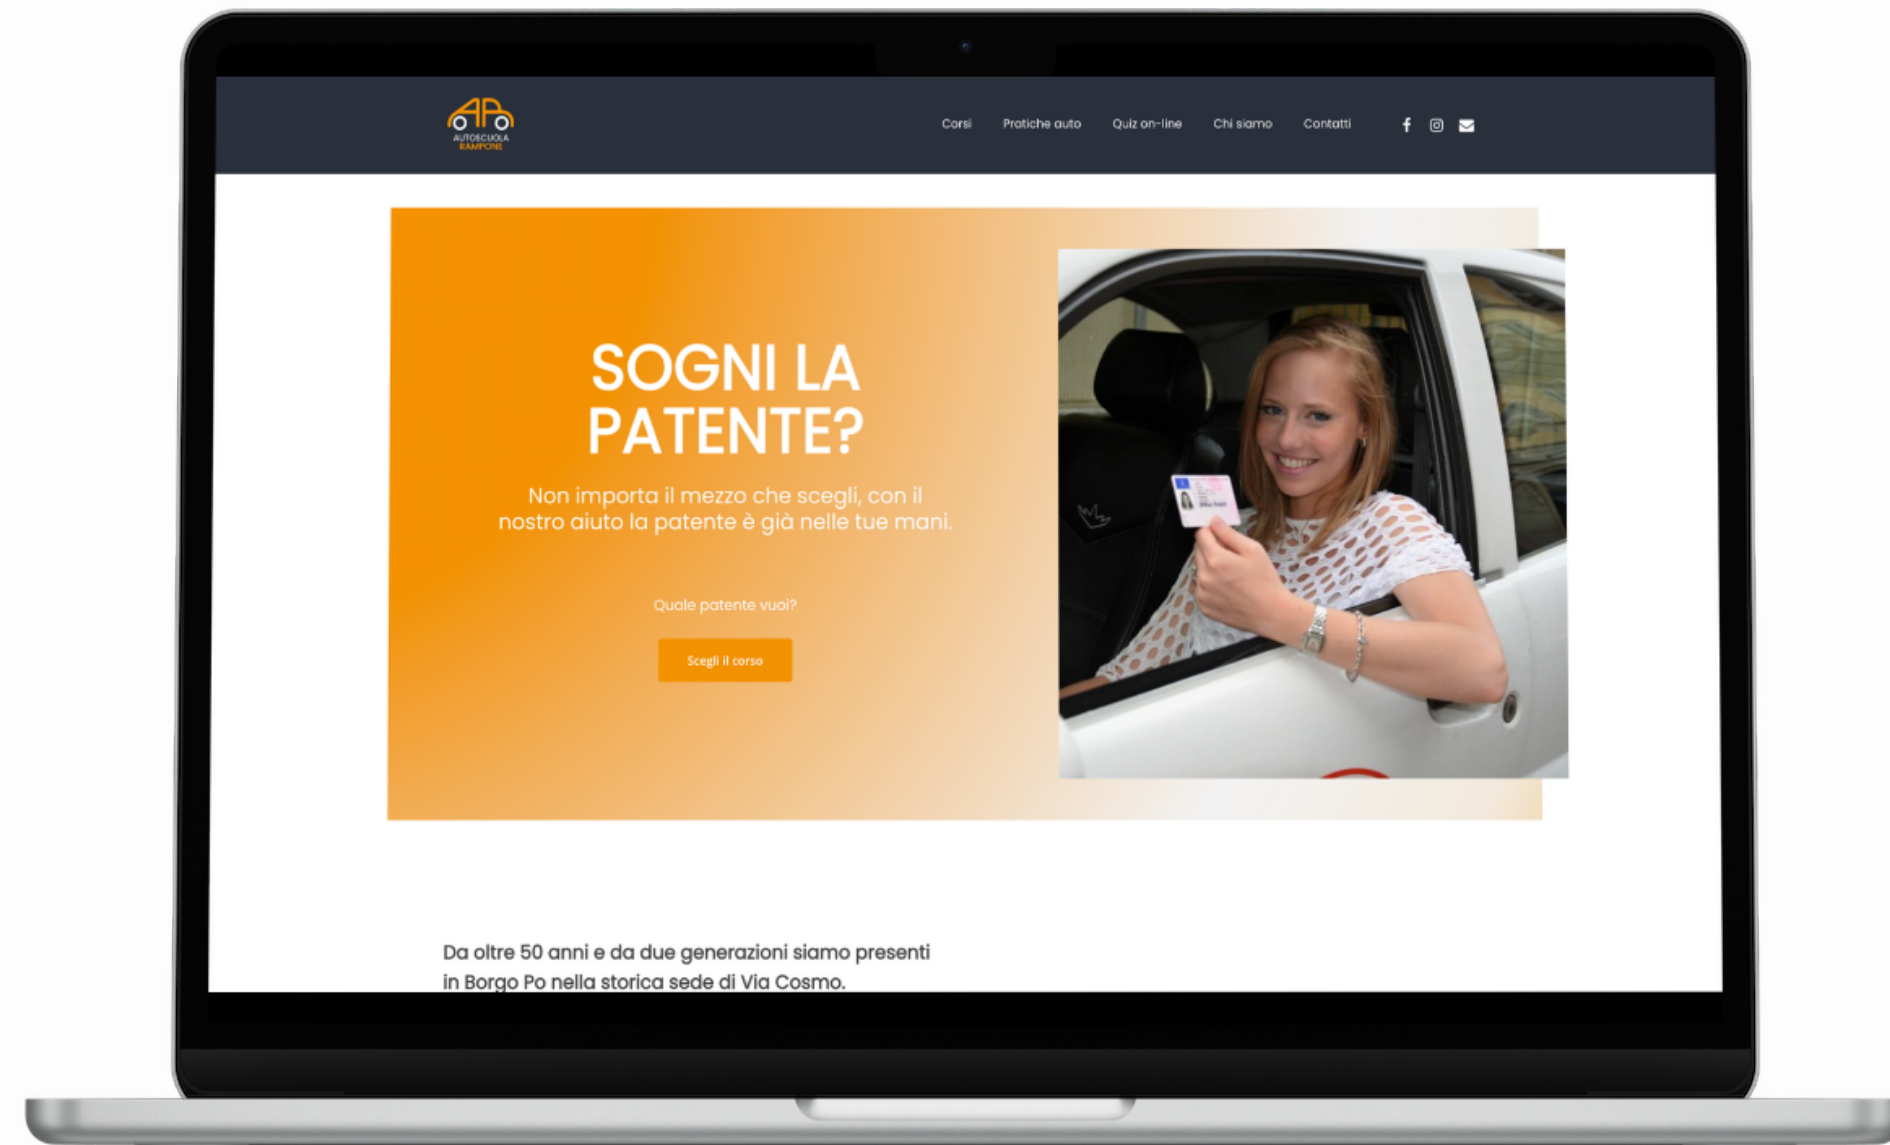 AUTOSCUOLA
RAMPONE
Corsi
Pratiche auto
Quiz on-line
Chi siamo
Contatti
SOGNI LA
PATENTE?
Non importa il mezzo che scegli, con il
nostro aiuto la patente è già nelle tue mani.
Quale patente vuoi?
Scegli il corso
Da oltre 50 anni e da due generazioni siamo presenti
in Borgo Po nella storica sede di Via Cosmo.